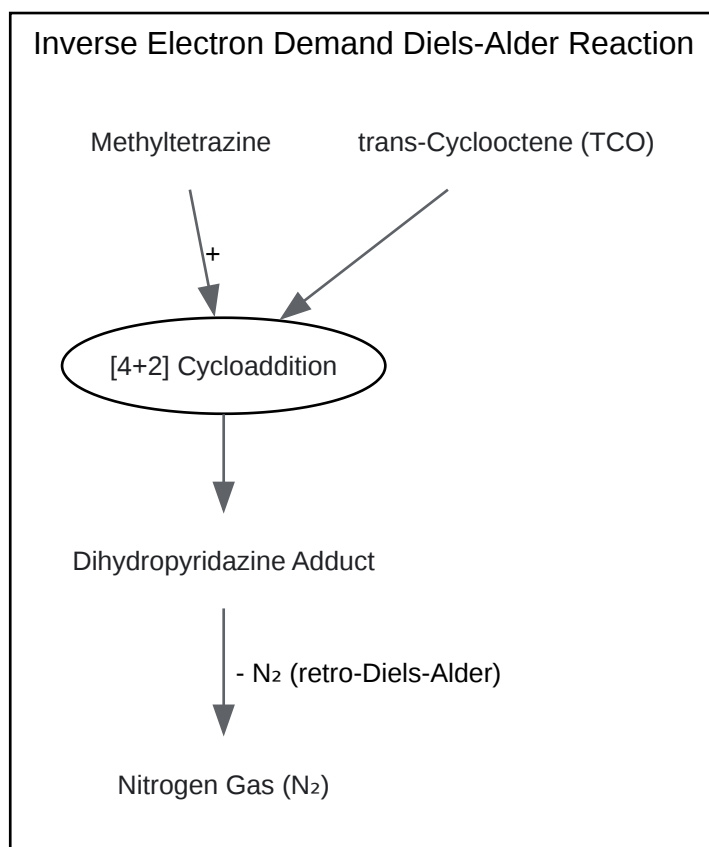 Inverse Electron Demand Diels-Alder Reaction
Methyltetrazine
trans-Cyclooctene (TCO)
+
[4+2] Cycloaddition
Dihydropyridazine Adduct
- N₂ (retro-Diels-Alder)
Nitrogen Gas (N₂)